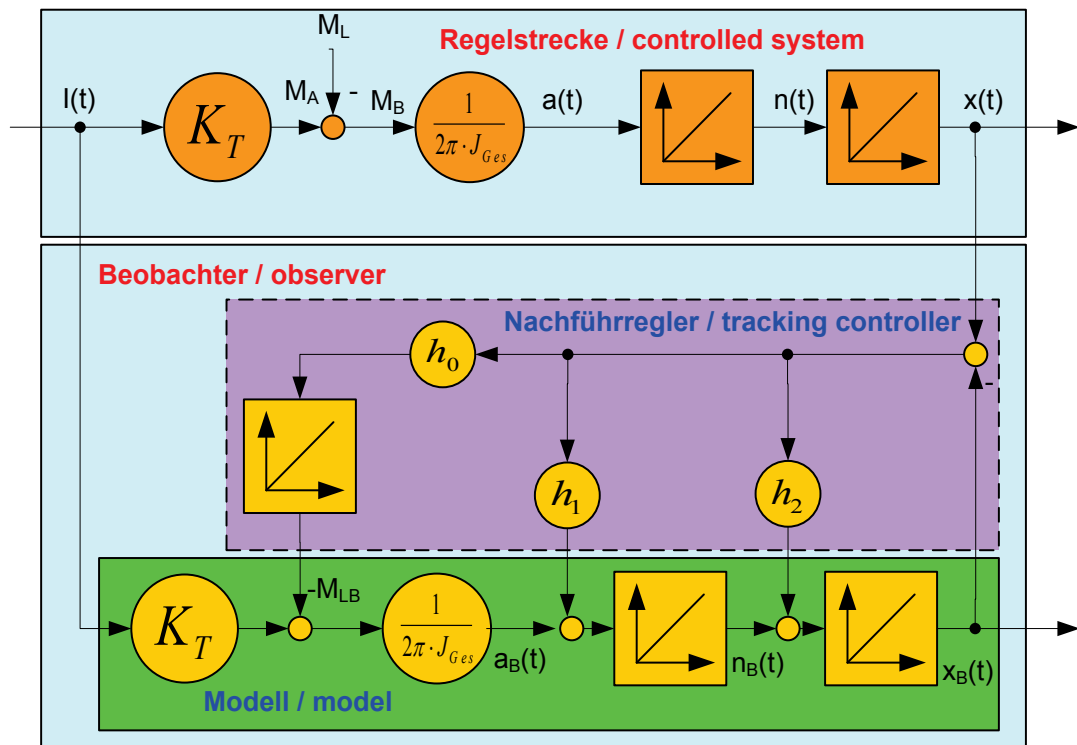 M_L
Regelstrecke / controlled system
I(t)
K_T
M_A
-
M_B
1
2π·J_Ges
a(t)
n(t)
x(t)
Beobachter / observer
Nachführregler / tracking controller
h_0
-
h_1
h_2
K_T
-M_LB
1
2π·J_Ges
a_B(t)
n_B(t)
x_B(t)
Modell / model